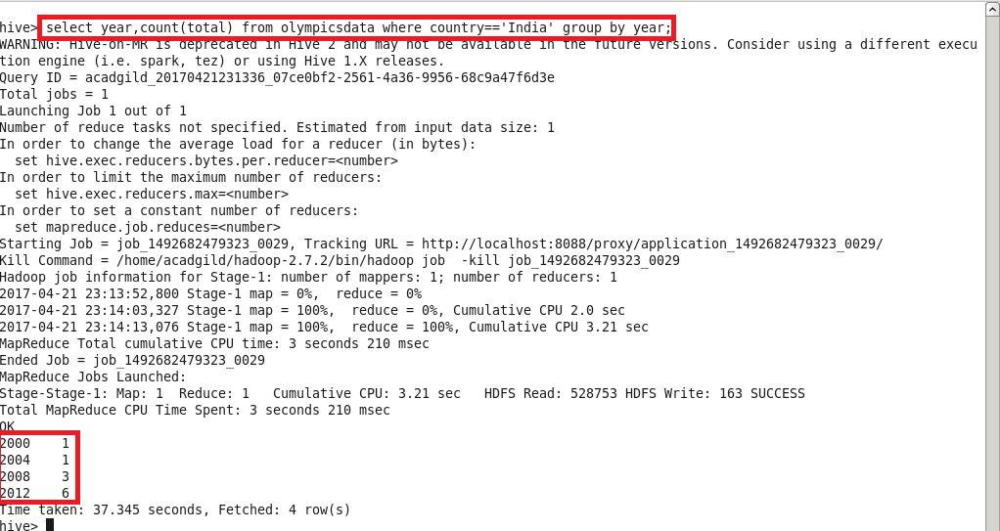 hive> select year,count(total) from olympicsdata where country=='India' group by year;
WARNING: Hive-on-MR is deprecated in Hive 2 and may not be available in the future versions. Consider using a different execu
tion engine (i.e. spark, tez) or using Hive 1.X releases.
Query ID = acadgild_20170421231336_07ce0bf2-2561-4a36-9956-68c9a47f6d3e
Total jobs = 1
Launching Job 1 out of 1
Number of reduce tasks not specified. Estimated from input data size: 1
In order to change the average load for a reducer (in bytes):
  set hive.exec.reducers.bytes.per.reducer=<number>
In order to limit the maximum number of reducers:
  set hive.exec.reducers.max=<number>
In order to set a constant number of reducers:
  set mapreduce.job.reduces=<number>
Starting Job = job_1492682479323_0029, Tracking URL = http://localhost:8088/proxy/application_1492682479323_0029/
Kill Command = /home/acadgild/hadoop-2.7.2/bin/hadoop job  -kill job_1492682479323_0029
Hadoop job information for Stage-1: number of mappers: 1; number of reducers: 1
2017-04-21 23:13:52,800 Stage-1 map = 0%,  reduce = 0%
2017-04-21 23:14:03,327 Stage-1 map = 100%,  reduce = 0%, Cumulative CPU 2.0 sec
2017-04-21 23:14:13,076 Stage-1 map = 100%,  reduce = 100%, Cumulative CPU 3.21 sec
MapReduce Total cumulative CPU time: 3 seconds 210 msec
Ended Job = job_1492682479323_0029
MapReduce Jobs Launched:
Stage-Stage-1: Map: 1  Reduce: 1   Cumulative CPU: 3.21 sec   HDFS Read: 528753 HDFS Write: 163 SUCCESS
Total MapReduce CPU Time Spent: 3 seconds 210 msec
OK
2000    1
2004    1
2008    3
2012    6
Time taken: 37.345 seconds, Fetched: 4 row(s)
hive>